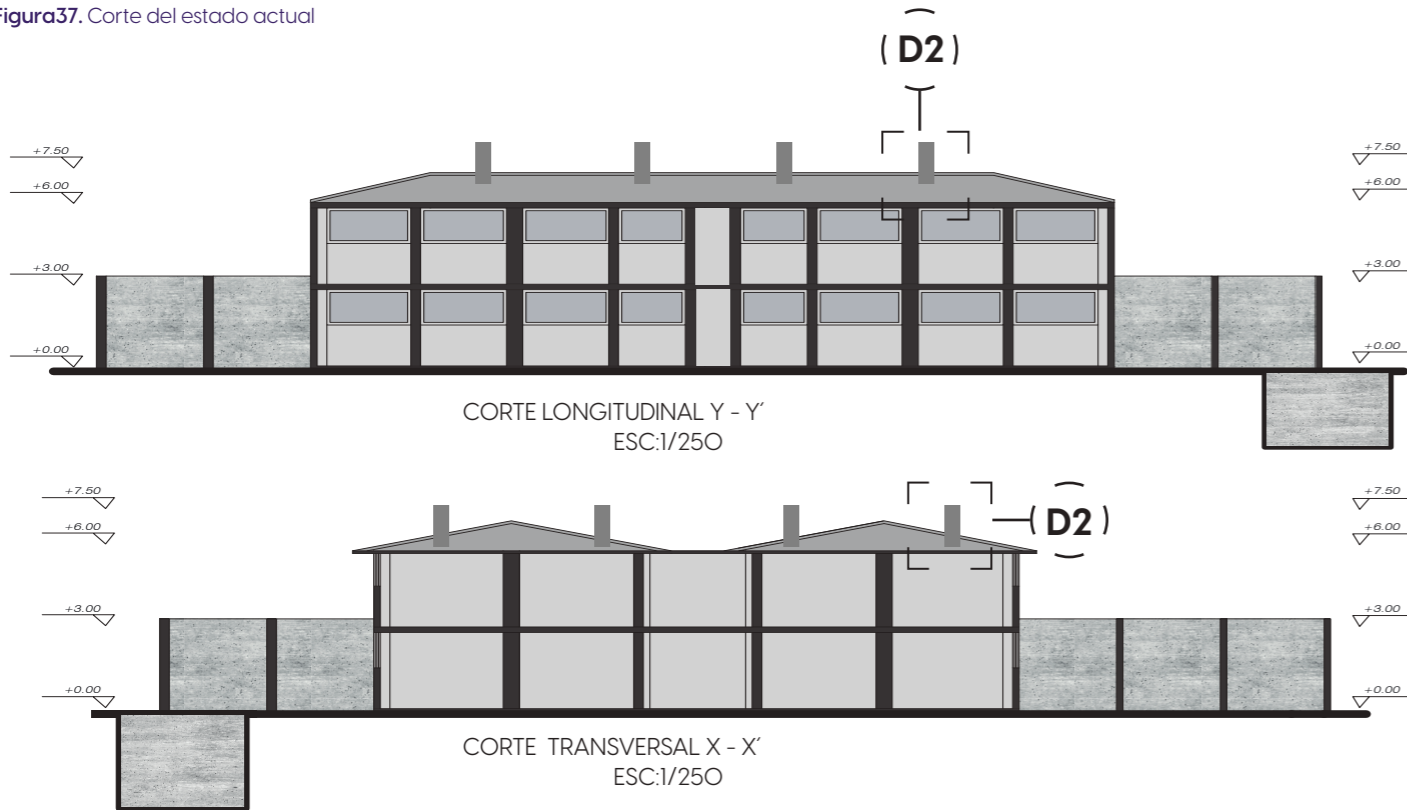 Figura37. Corte del estado actual
( D2 )
+7.50
+6.00
+3.00
+0.00
+7.50
+6.00
+3.00
+0.00
CORTE LONGITUDINAL Y - Y´
ESC:1/250
( D2 )
+7.50
+6.00
+3.00
+0.00
+7.50
+6.00
+3.00
+0.00
CORTE TRANSVERSAL X - X´
ESC:1/250